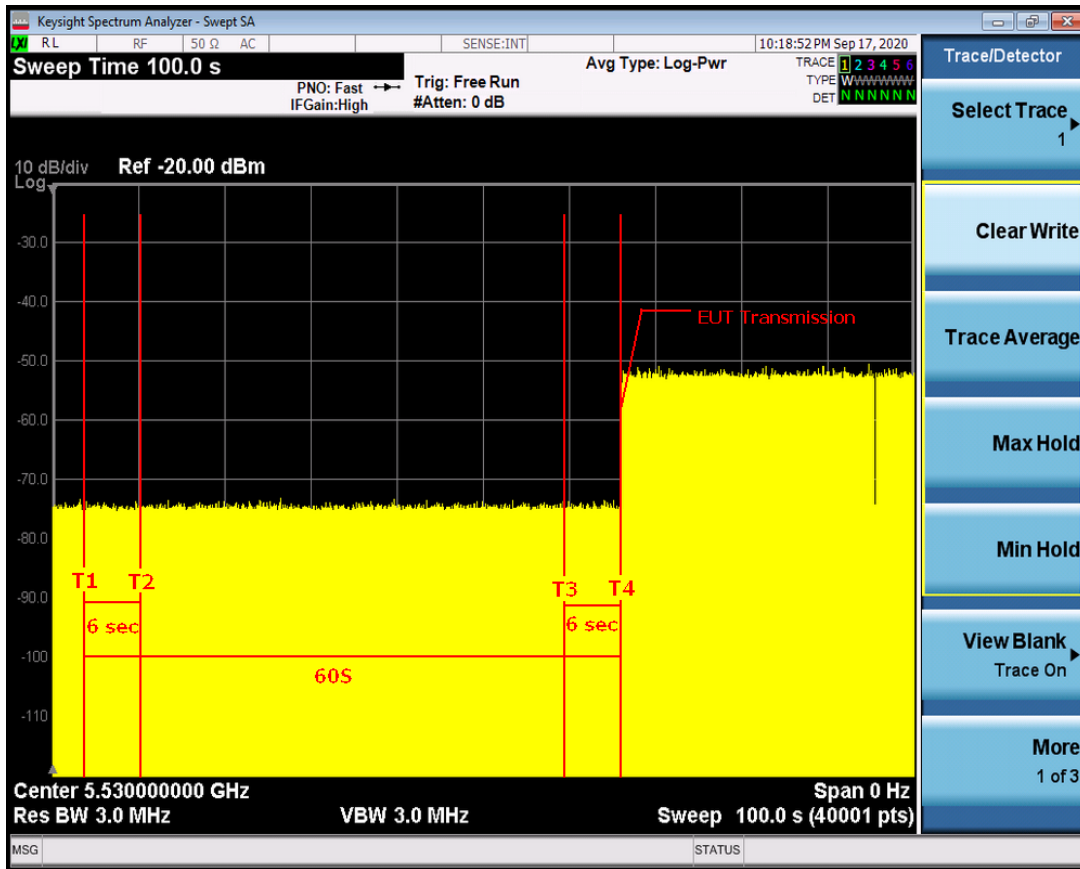 Keysight Spectrum Analyzer - Swept SA
LXI RL RF 50 Ω AC SENSE:INT 10:18:52 PM Sep 17, 2020
Sweep Time 100.0 s
PNO: Fast
IFGain:High
Trig: Free Run
#Atten: 0 dB
Avg Type: Log-Pwr
TRACE 1 2 3 4 5 6
TYPE WWWWWW
DET N N N N N N
10 dB/div
Log
Ref -20.00 dBm
-30.0
-40.0
-50.0
-60.0
-70.0
-80.0
-90.0
-100
-110
EUT Transmission
T1 T2 T3 T4
6 sec 6 sec
60S
Center 5.530000000 GHz Span 0 Hz
Res BW 3.0 MHz VBW 3.0 MHz Sweep 100.0 s (40001 pts)
MSG STATUS
Trace/Detector
Select Trace
1
Clear Write
Trace Average
Max Hold
Min Hold
View Blank
Trace On
More
1 of 3